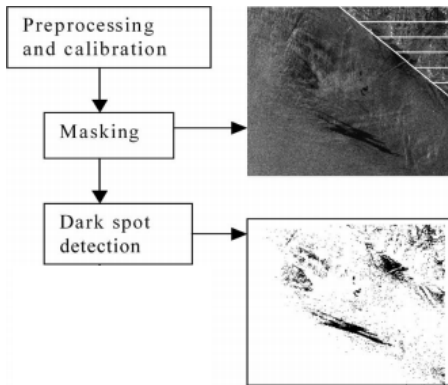 Preprocessing
and calibration
Masking
Dark spot
detection